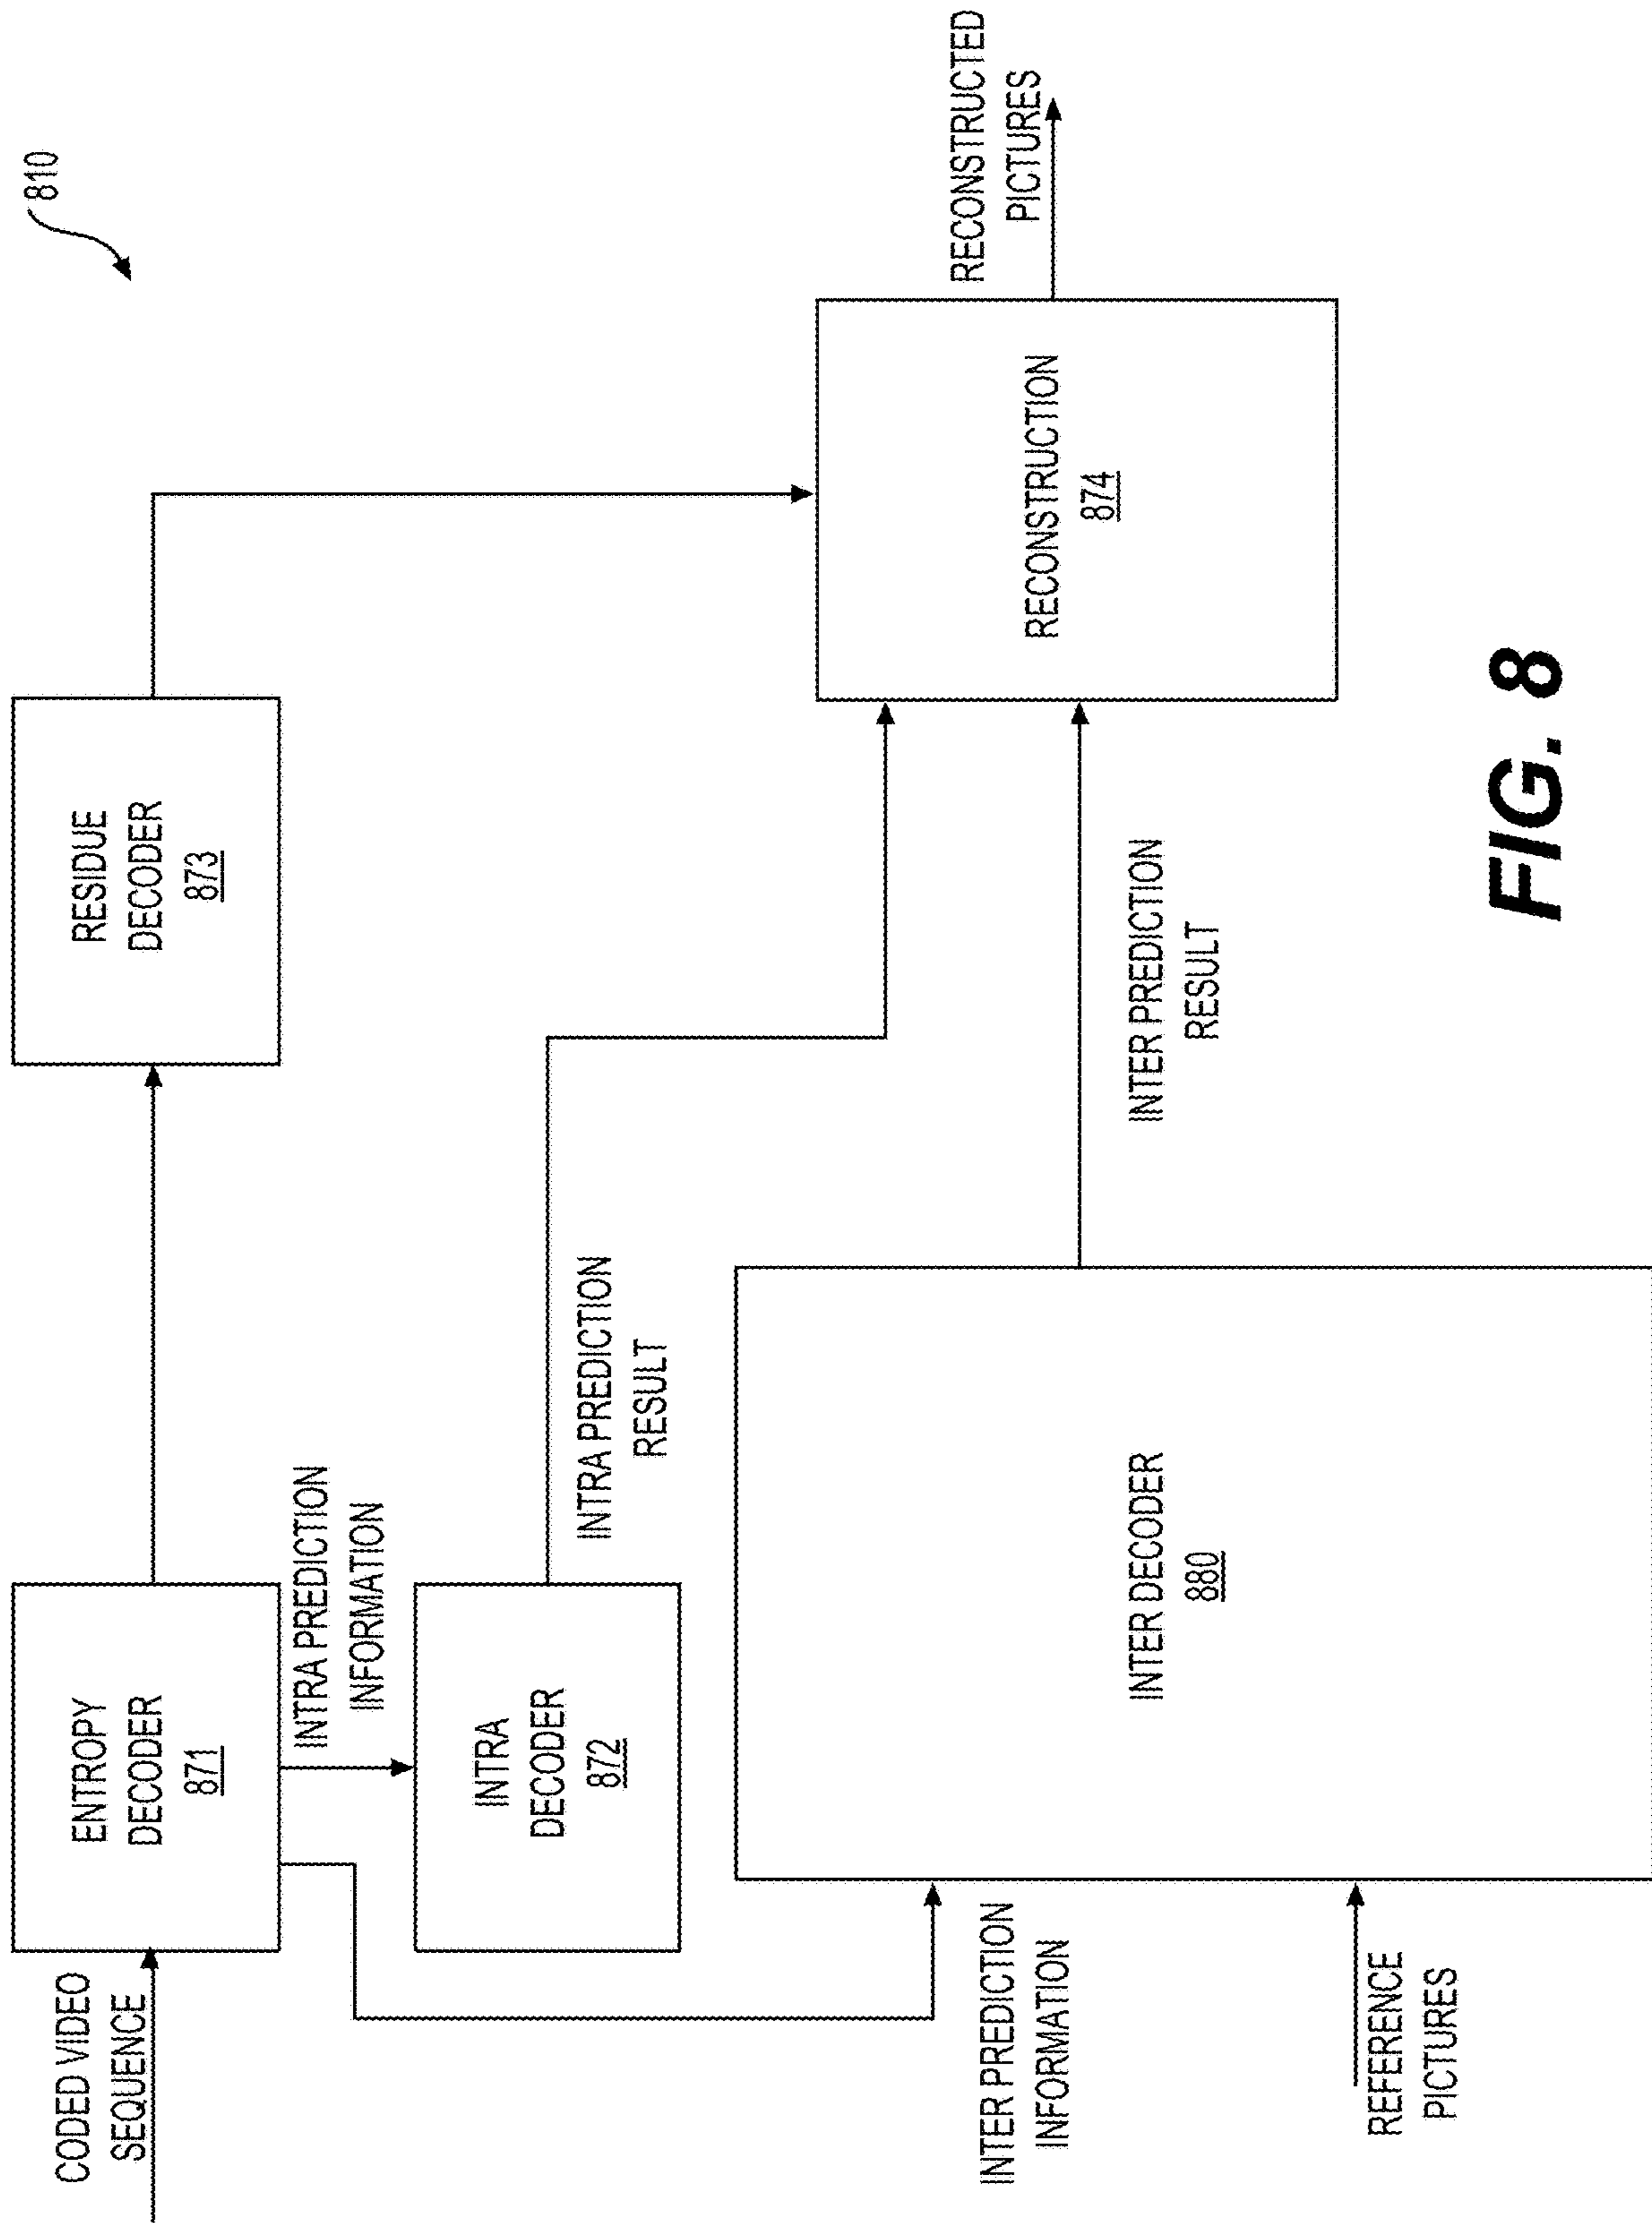 810
CODED VIDEO
SEQUENCE
ENTROPY
DECODER
871
RESIDUE
DECODER
873
INTRA PREDICTION
INFORMATION
INTRA
DECODER
872
INTRA PREDICTION
RESULT
RECONSTRUCTED
PICTURES
RECONSTRUCTION
874
INTER PREDICTION
INFORMATION
INTER DECODER
880
INTER PREDICTION
RESULT
REFERENCE
PICTURES
FIG. 8